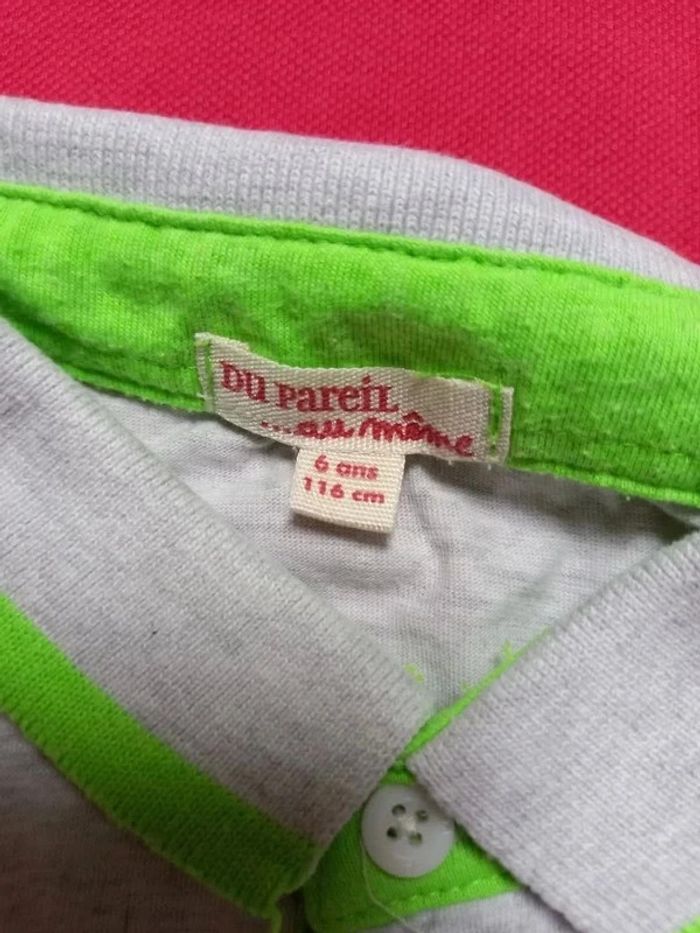 DU PAREIL
...au même
6 ans
116 cm